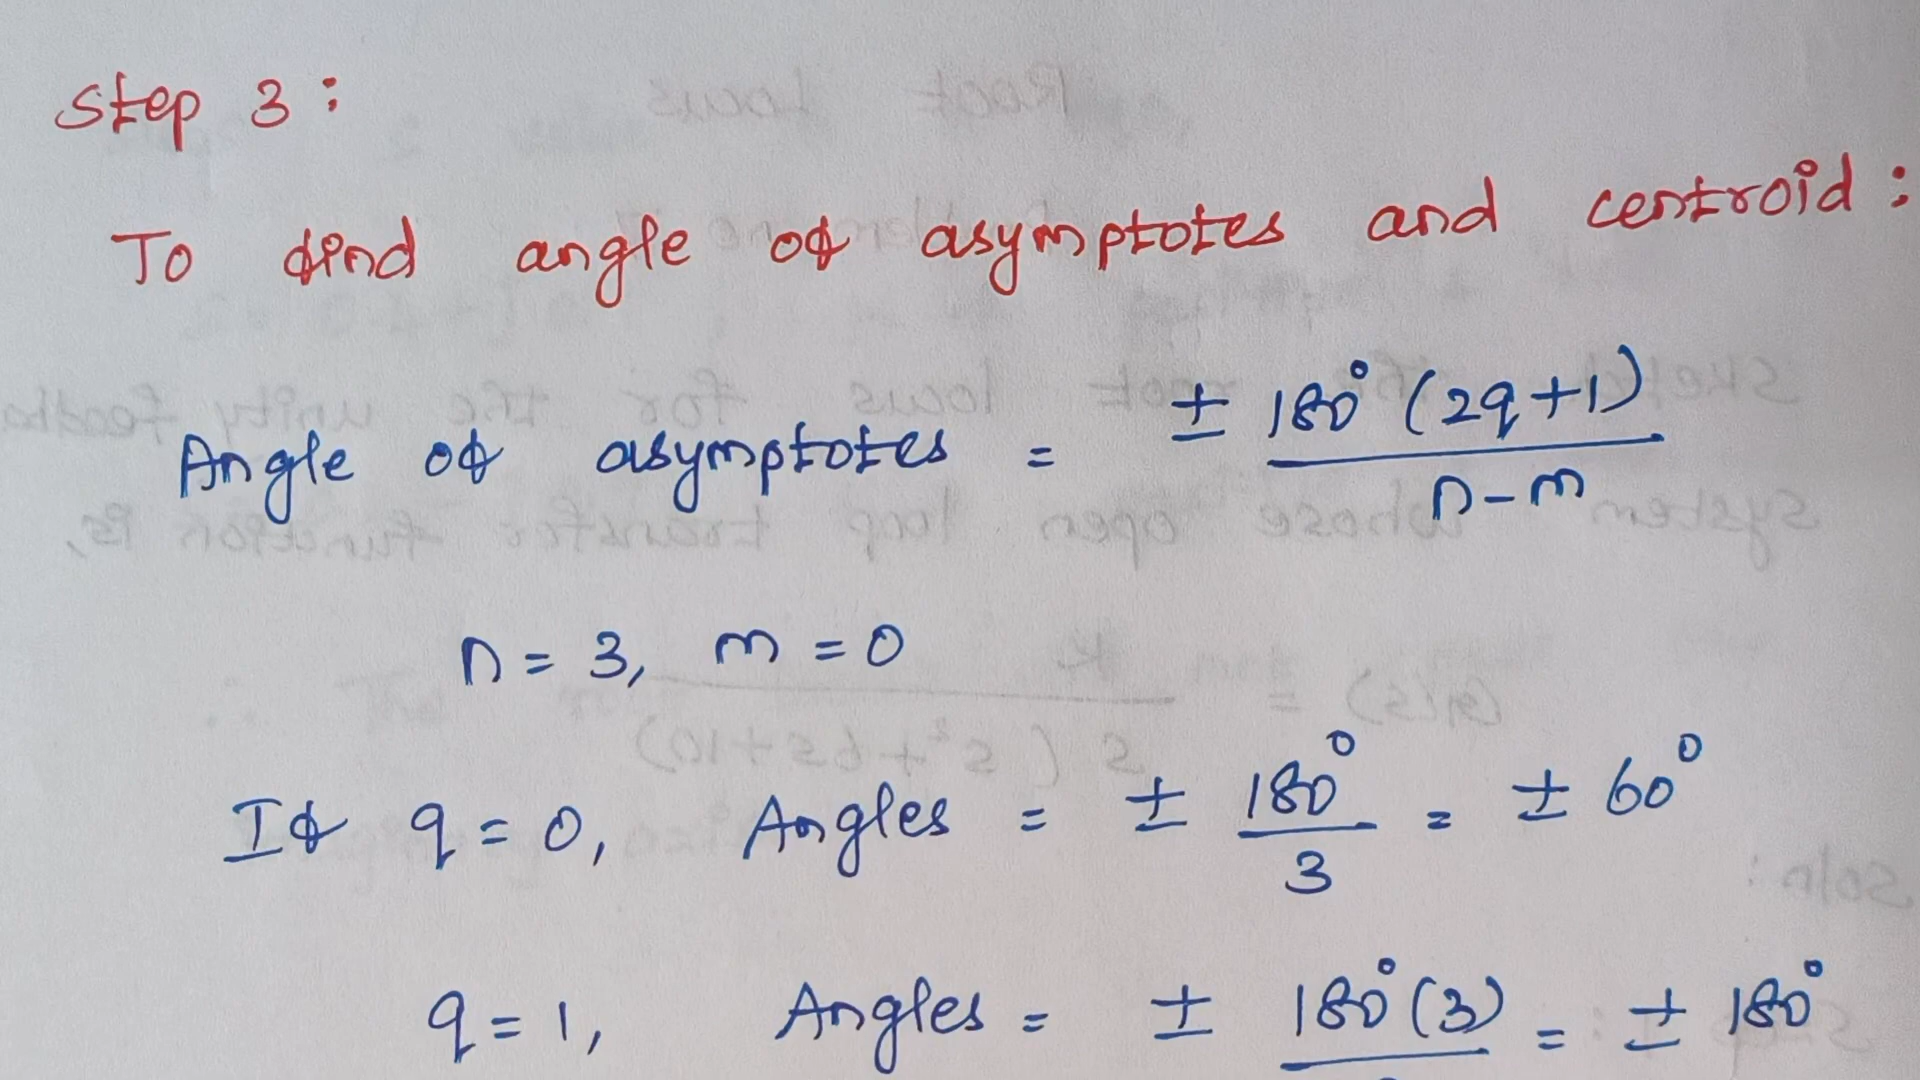 Step 3 :
To find angle of asymptotes and centroid :
Angle of asymptotes = ± 180° (2q+1) / n-m
n = 3, m = 0
If q = 0, Angles = ± 180° / 3 = ± 60°
q = 1, Angles = ± 180° (3) = ± 180°